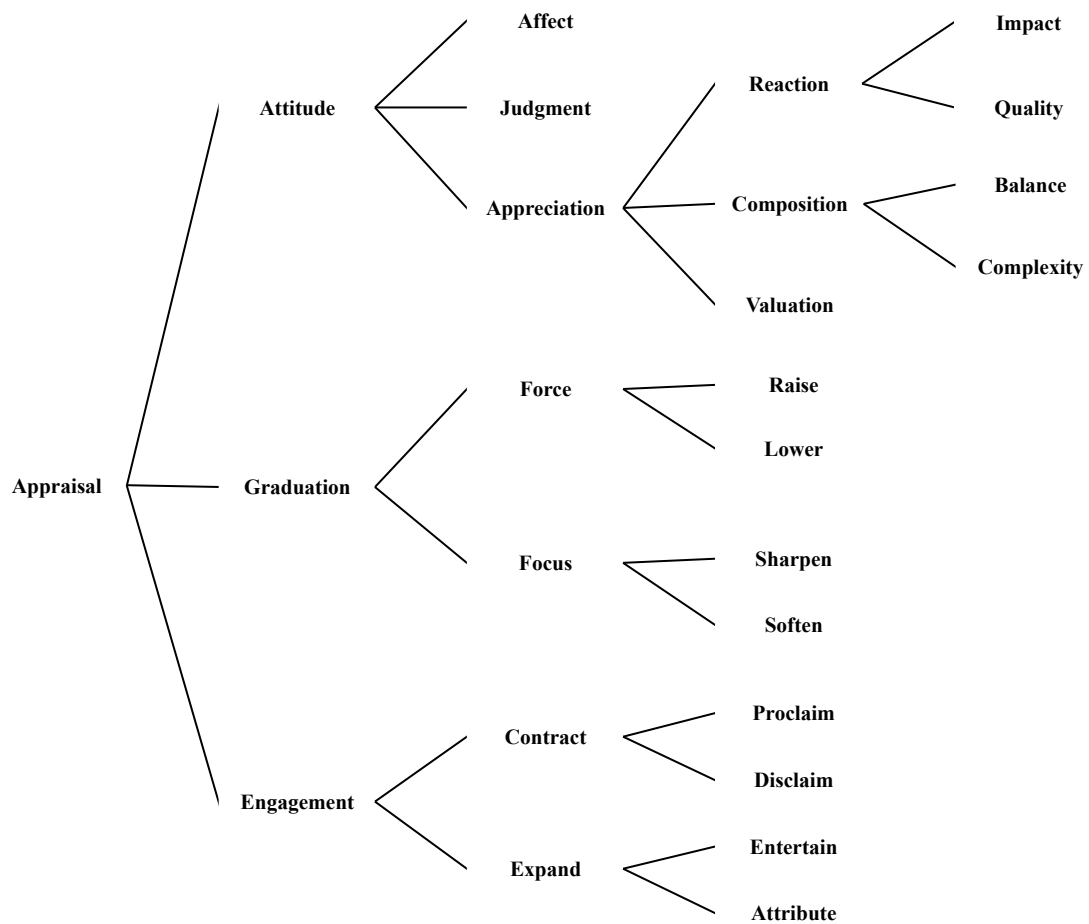 Affect
Impact
Reaction
Attitude
Judgment
Quality
Balance
Appreciation
Composition
Complexity
Valuation
Force
Raise
Lower
Appraisal
Graduation
Focus
Sharpen
Soften
Contract
Proclaim
Disclaim
Engagement
Expand
Entertain
Attribute